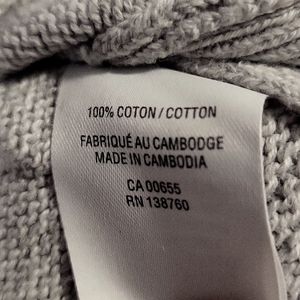 100% COTON / COTTON
FABRIQUÉ AU CAMBODGE
MADE IN CAMBODIA
CA 00655
RN 138760